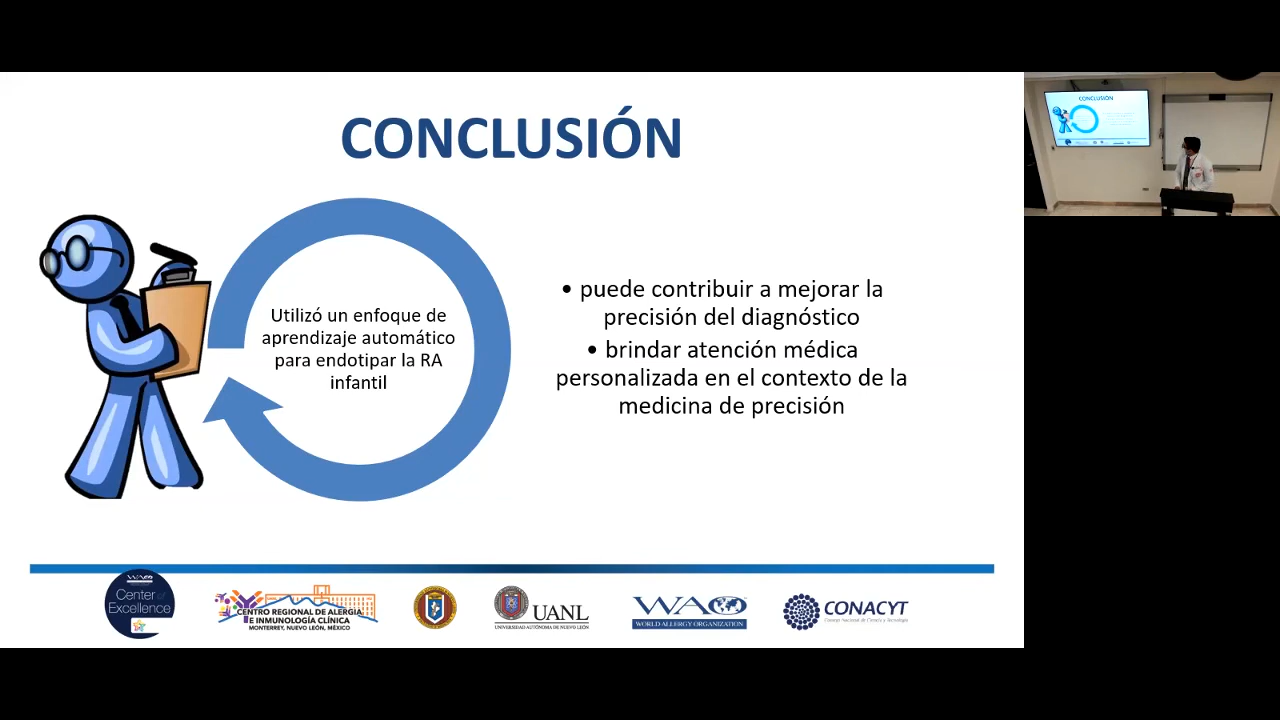 CONCLUSIÓN
Utilizó un enfoque de
aprendizaje automático
para endotipar la RA
infantil
• puede contribuir a mejorar la
precisión del diagnóstico
• brindar atención médica
personalizada en el contexto de la
medicina de precisión
WAO
Center of
Excellence
CENTRO REGIONAL DE ALERGIA
E INMUNOLOGÍA CLÍNICA
MONTERREY, NUEVO LEÓN, MÉXICO
UANL
UNIVERSIDAD AUTÓNOMA DE NUEVO LEÓN
WAO
WORLD ALLERGY ORGANIZATION
CONACYT
Consejo Nacional de Ciencia y Tecnología
CONCLUSIÓN